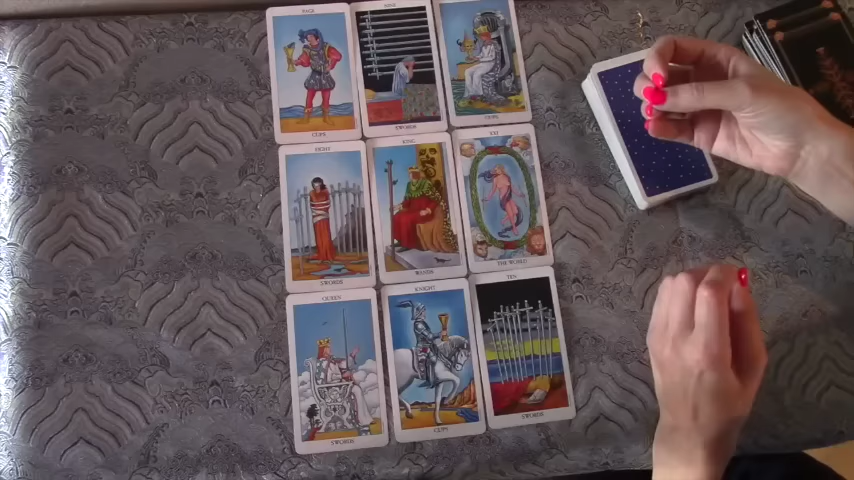 PAGE
CUPS
NINE
SWORDS
CUPS
EIGHT
SWORDS
KING
WANDS
XXI
THE WORLD
QUEEN
SWORDS
KNIGHT
CUPS
TEN
SWORDS